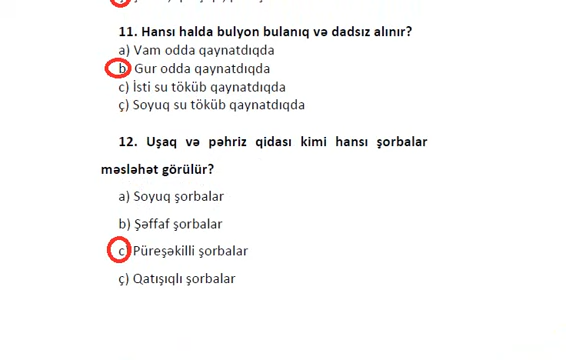 11. Hansı halda bulyon bulanıq və dadsız alınır?
a) Vam odda qaynatdıqda
b) Gur odda qaynatdıqda
c) İsti su töküb qaynatdıqda
ç) Soyuq su töküb qaynatdıqda
12. Uşaq və pəhriz qidası kimi hansı şorbalar
məsləhət görülür?
a) Soyuq şorbalar
b) Şəffaf şorbalar
c) Püreşəkilli şorbalar
ç) Qatışıqlı şorbalar